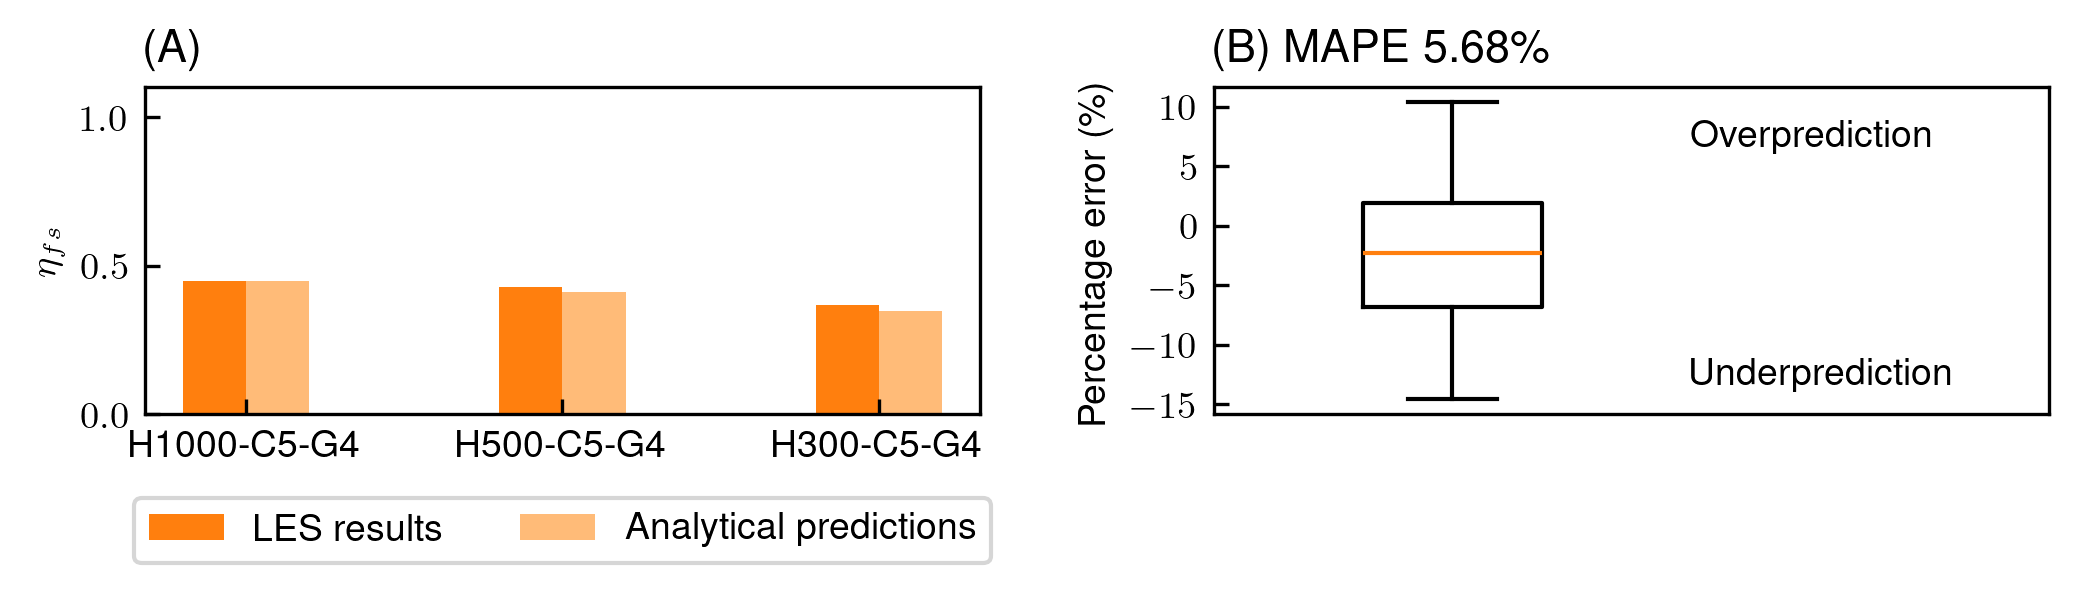 (A)
1.0
0.5
0.0
η_fs
H1000-C5-G4 H500-C5-G4 H300-C5-G4
LES results Analytical predictions
(B) MAPE 5.68%
Percentage error (%)
10
5
0
−5
−10
−15
Overprediction
Underprediction